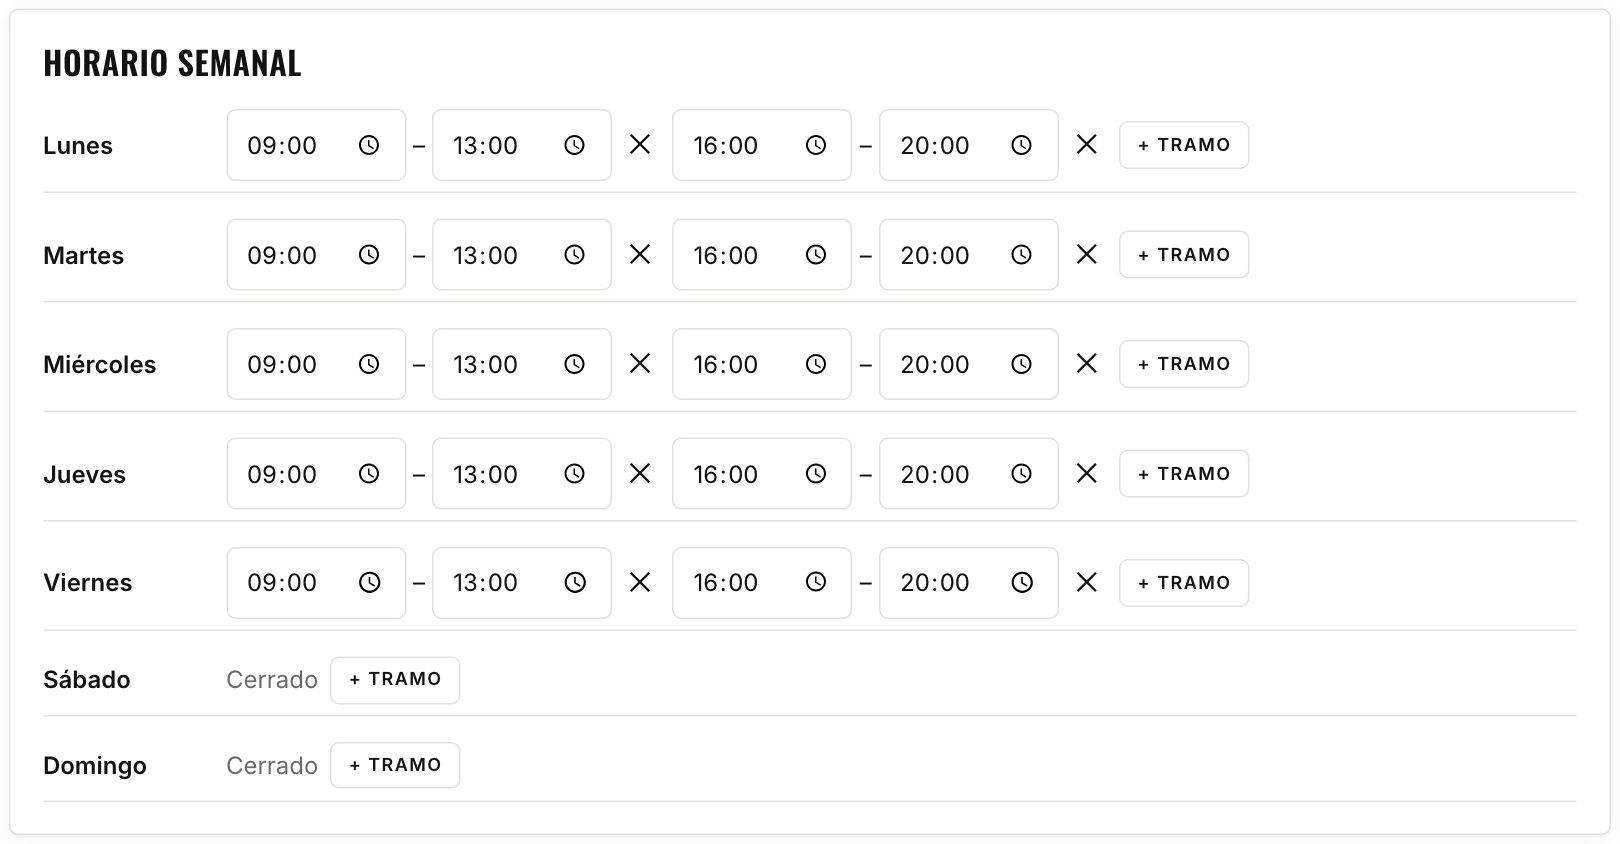 HORARIO SEMANAL
Lunes 09:00 – 13:00 16:00 – 20:00 + TRAMO
Martes 09:00 – 13:00 16:00 – 20:00 + TRAMO
Miércoles 09:00 – 13:00 16:00 – 20:00 + TRAMO
Jueves 09:00 – 13:00 16:00 – 20:00 + TRAMO
Viernes 09:00 – 13:00 16:00 – 20:00 + TRAMO
Sábado Cerrado + TRAMO
Domingo Cerrado + TRAMO